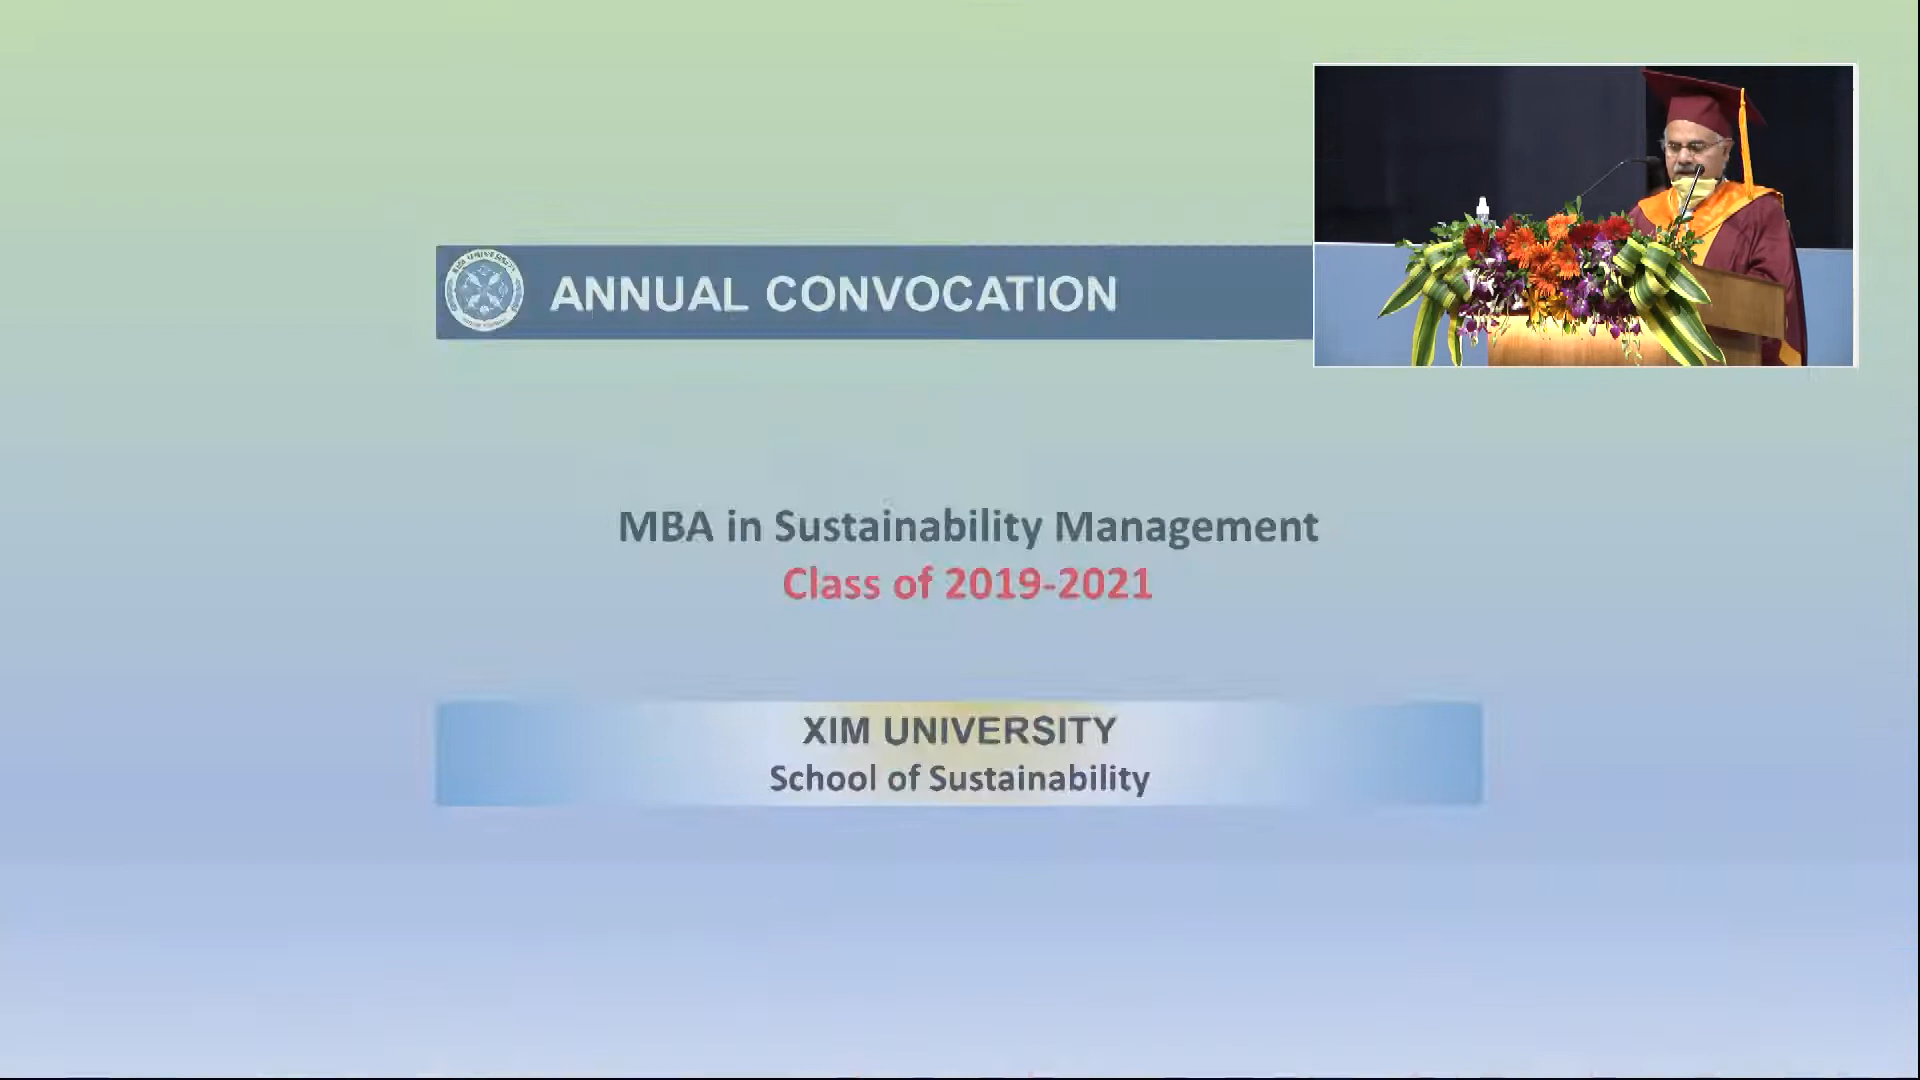 ANNUAL CONVOCATION
MBA in Sustainability Management
Class of 2019-2021
XIM UNIVERSITY
School of Sustainability